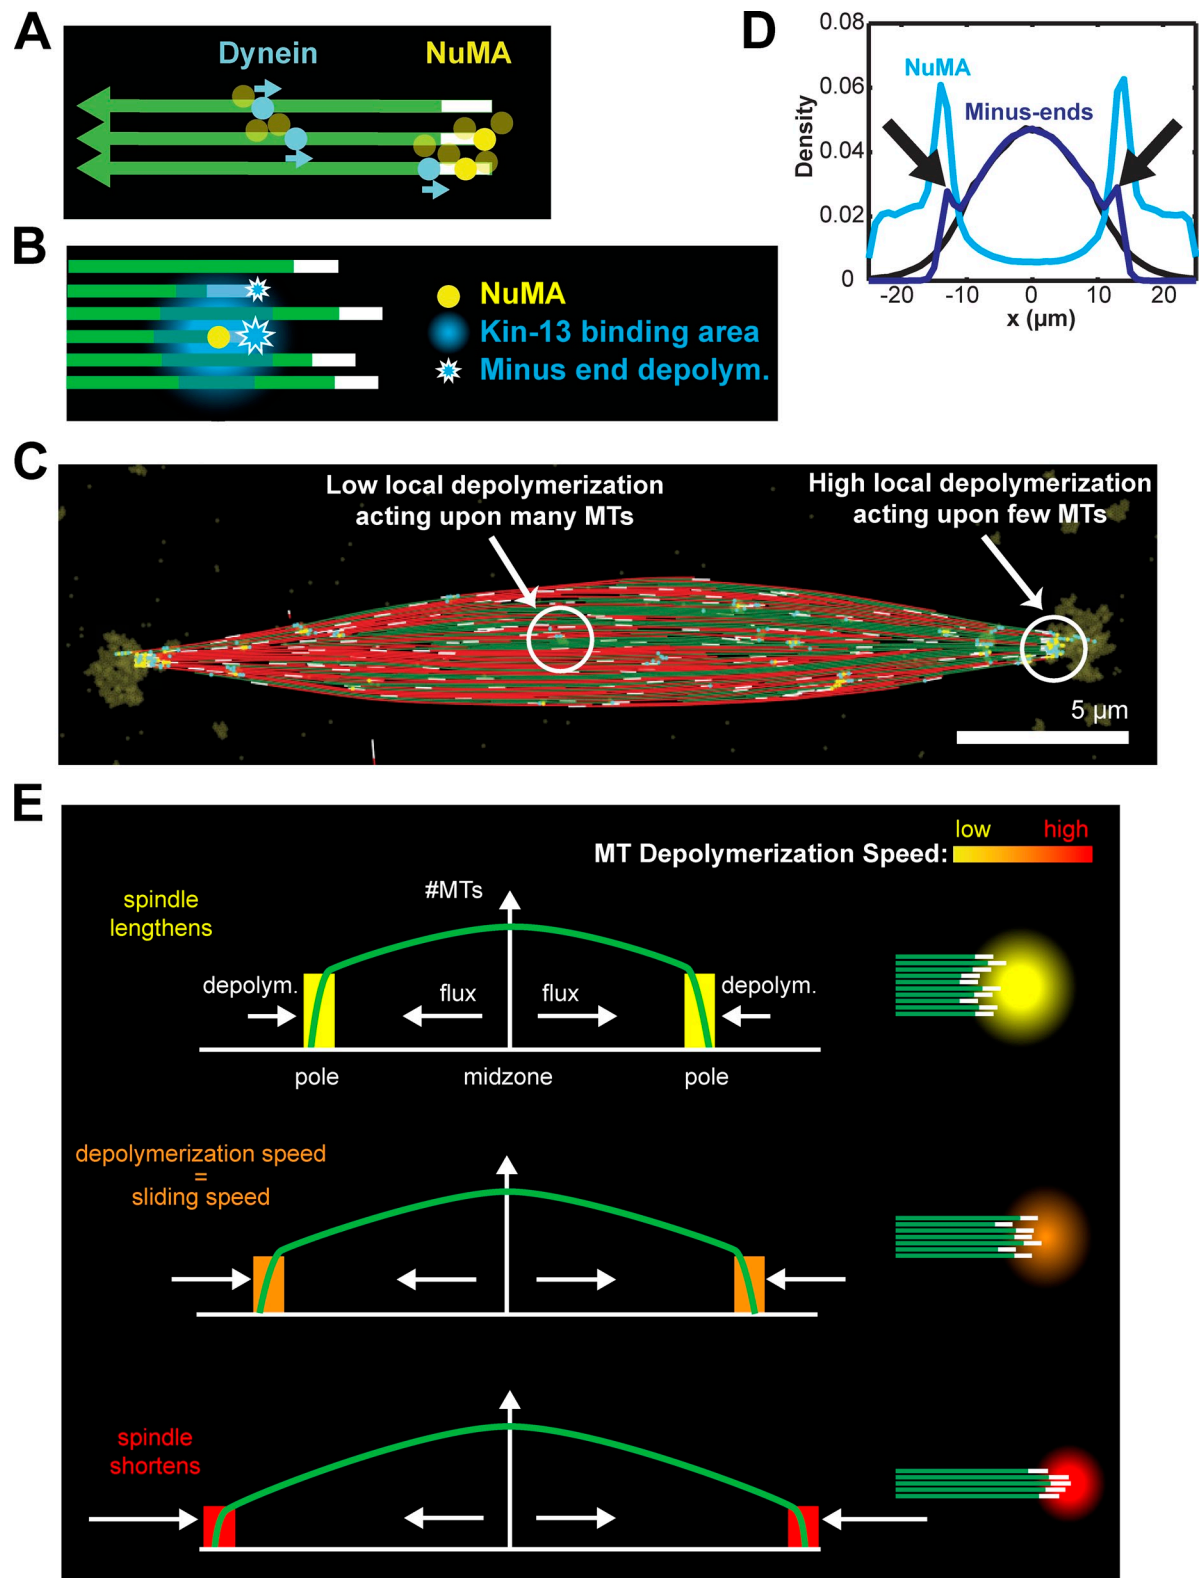 A
Dynein
NuMA
B
NuMA
Kin-13 binding area
Minus end depolym.
D
0.08
0.06
0.04
0.02
0
Density
NuMA
Minus-ends
-20
-10
0
10
20
x (μm)
C
Low local depolymerization
acting upon many MTs
High local depolymerization
acting upon few MTs
5 μm
E
low
high
MT Depolymerization Speed:
spindle
lengthens
#MTs
depolym.
flux
flux
depolym.
pole
midzone
pole
depolymerization speed
=
sliding speed
spindle
shortens